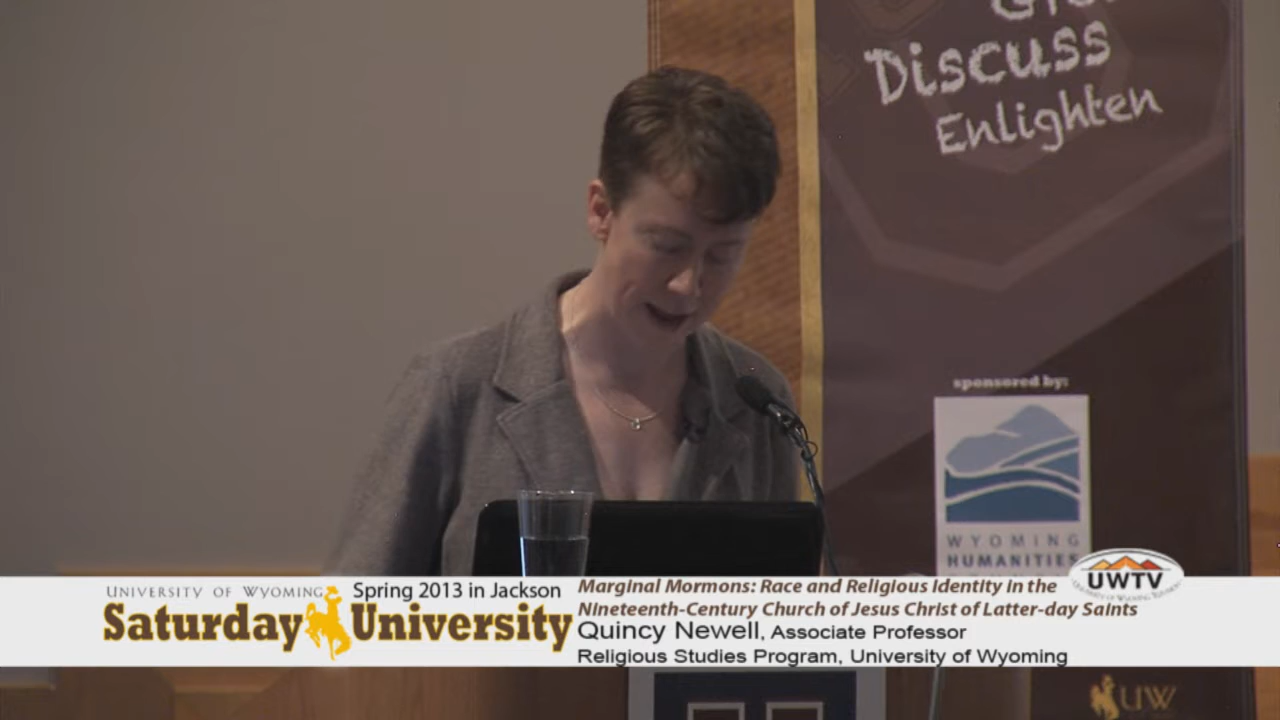 Discuss
Enlighten
sponsored by:
WYOMING
HUMANITIES
UNIVERSITY OF WYOMING
Spring 2013 in Jackson
Saturday University
Marginal Mormons: Race and Religious Identity in the
Nineteenth-Century Church of Jesus Christ of Latter-day Saints
Quincy Newell, Associate Professor
Religious Studies Program, University of Wyoming
UWTV
UW